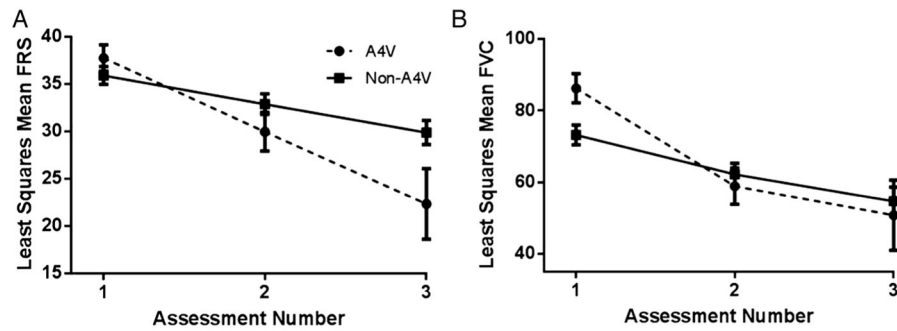 A
Least Squares Mean FRS
45
40
35
30
25
20
15
A4V
Non-A4V
1 2 3
Assessment Number
B
Least Squares Mean FVC
100
80
60
40
1 2 3
Assessment Number